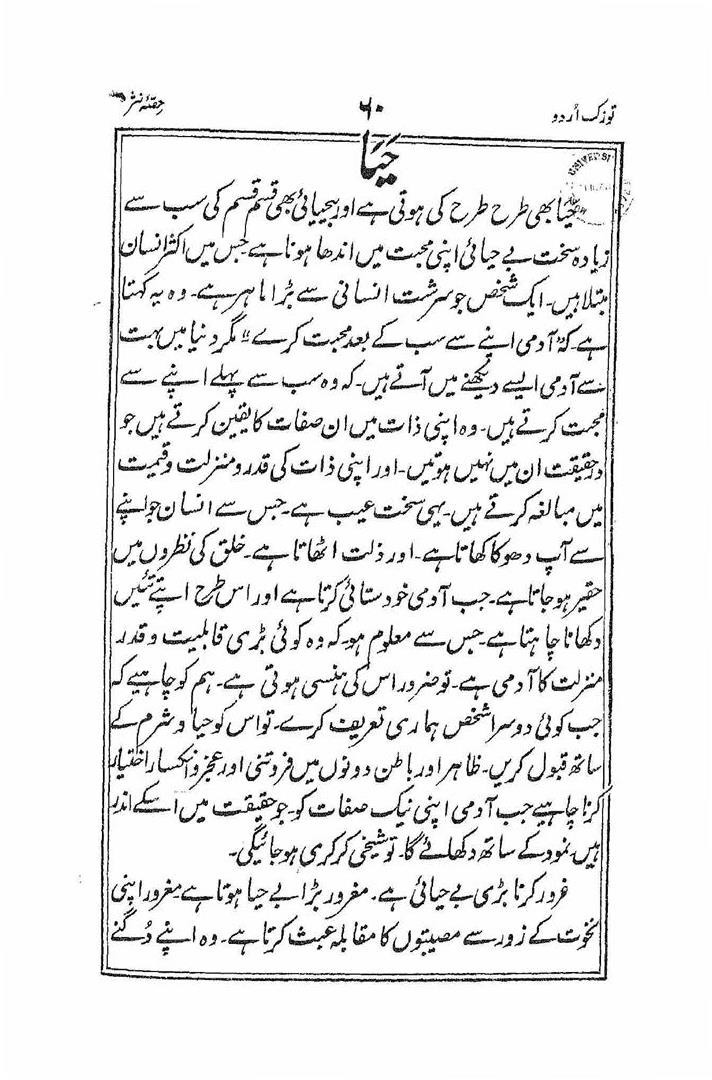 توزک اُردو
۶۰
حصّۂ نثر
حَیَا
حیا بھی طرح طرح کی ہوتی ہے اور بیحیائی بھی قسم قسم کی سب سے
زیادہ سخت بے حیائی اپنی محبت میں اندھا ہونا ہے جس میں اکثر انسان
مبتلا ہیں۔ ایک شخص جو سرشت انسانی سے بڑا ماہر ہے۔ وہ یہ کہتا
ہے۔ کہ "آدمی اپنے سے سب کے بعد محبت کرے" مگر دنیا میں بہت
سے آدمی ایسے دیکھنے میں آتے ہیں۔ کہ وہ سب سے پہلے اپنے سے
محبت کرتے ہیں۔ وہ اپنی ذات میں ان صفات کا یقین کرتے ہیں جو
درحقیقت ان میں نہیں ہوتیں۔ اور اپنی ذات کی قدر و منزلت و قیمت
میں مبالغہ کرتے ہیں۔ یہی سخت عیب ہے۔ جس سے انسان جو اپنے
سے آپ دھوکا کھاتا ہے۔ اور ذلت اٹھاتا ہے۔ خلق کی نظروں میں
حقیر ہوجاتا ہے۔ جب آدمی خودستائی کرتا ہے اور اس طرح اپنے تئیں
دکھانا چاہتا ہے۔ جس سے معلوم ہو۔ کہ وہ کوئی بڑی قابلیت و قدر
منزلت کا آدمی ہے۔ تو ضرور اس کی ہنسی ہوتی ہے۔ ہم کو چاہیے کہ
جب کوئی دوسرا شخص ہماری تعریف کرے۔ تو اس کو حیا و شرم کے
ساتھ قبول کریں۔ ظاہر اور باطن دونوں میں فروتنی اور عجز و انکسار اختیار
کرنا چاہیے جب آدمی اپنی نیک صفات کو۔ جو حقیقت میں اسکے اندر
ہیں۔ نمود کے ساتھ دکھلائے گا۔ تو شیخی کرکری ہوجائیگی۔
غرور کرنا بڑی بے حیائی ہے۔ مغرور بڑا بے حیا ہوتا ہے۔ مغرور اپنی
نخوت کے زور سے مصیبتوں کا مقابلہ عبث کرتا ہے۔ وہ اپنے دُگنے